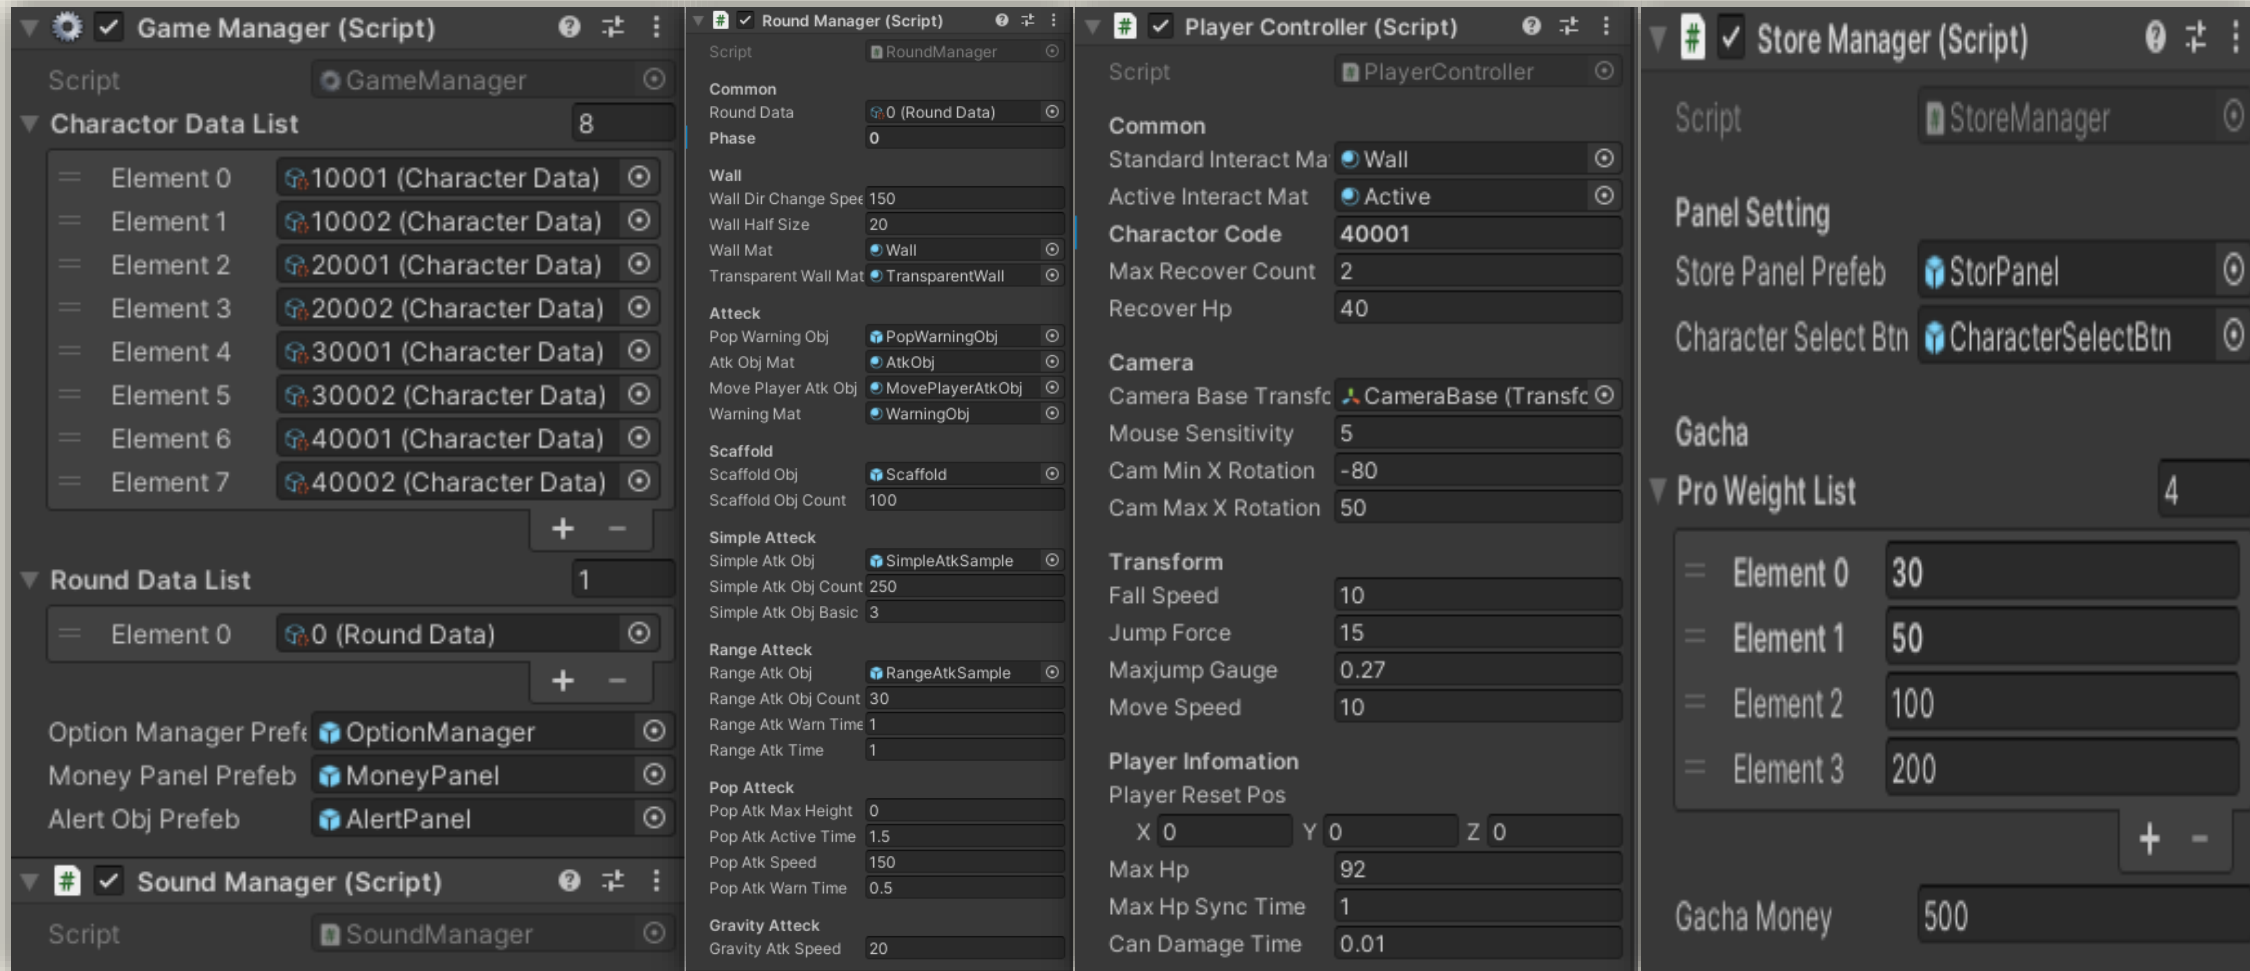 Game Manager (Script)
Script GameManager
Charactor Data List 8
Element 0 10001 (Character Data)
Element 1 10002 (Character Data)
Element 2 20001 (Character Data)
Element 3 20002 (Character Data)
Element 4 30001 (Character Data)
Element 5 30002 (Character Data)
Element 6 40001 (Character Data)
Element 7 40002 (Character Data)
+ −
Round Data List 1
Element 0 0 (Round Data)
+ −
Option Manager Prefe OptionManager
Money Panel Prefeb MoneyPanel
Alert Obj Prefeb AlertPanel
Sound Manager (Script)
Script SoundManager
Round Manager (Script)
Script RoundManager
Common
Round Data 0 (Round Data)
Phase 0
Wall
Wall Dir Change Spee 150
Wall Half Size 20
Wall Mat Wall
Transparent Wall Mat TransparentWall
Atteck
Pop Warning Obj PopWarningObj
Atk Obj Mat AtkObj
Move Player Atk Obj MovePlayerAtkObj
Warning Mat WarningObj
Scaffold
Scaffold Obj Scaffold
Scaffold Obj Count 100
Simple Atteck
Simple Atk Obj SimpleAtkSample
Simple Atk Obj Count 250
Simple Atk Obj Basic 3
Range Atteck
Range Atk Obj RangeAtkSample
Range Atk Obj Count 30
Range Atk Warn Time 1
Range Atk Time 1
Pop Atteck
Pop Atk Max Height 0
Pop Atk Active Time 1.5
Pop Atk Speed 150
Pop Atk Warn Time 0.5
Gravity Atteck
Gravity Atk Speed 20
Player Controller (Script)
Script PlayerController
Common
Standard Interact Ma Wall
Active Interact Mat Active
Charactor Code 40001
Max Recover Count 2
Recover Hp 40
Camera
Camera Base Transfo CameraBase (Transfo
Mouse Sensitivity 5
Cam Min X Rotation -80
Cam Max X Rotation 50
Transform
Fall Speed 10
Jump Force 15
Maxjump Gauge 0.27
Move Speed 10
Player Infomation
Player Reset Pos
X 0 Y 0 Z 0
Max Hp 92
Max Hp Sync Time 1
Can Damage Time 0.01
Store Manager (Script)
Script StoreManager
Panel Setting
Store Panel Prefeb StorPanel
Character Select Btn CharacterSelectBtn
Gacha
Pro Weight List 4
Element 0 30
Element 1 50
Element 2 100
Element 3 200
+ −
Gacha Money 500